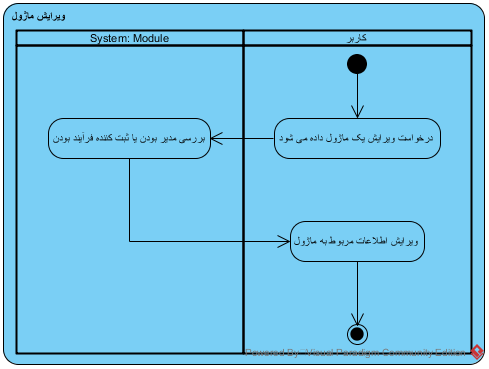 ویرایش ماژول
کاربر
System: Module
درخواست ویرایش یک ماژول داده می شود
بررسی مدیر بودن یا ثبت کننده فرآیند بودن
ویرایش اطلاعات مربوط به ماژول
Powered By: Visual Paradigm Community Edition